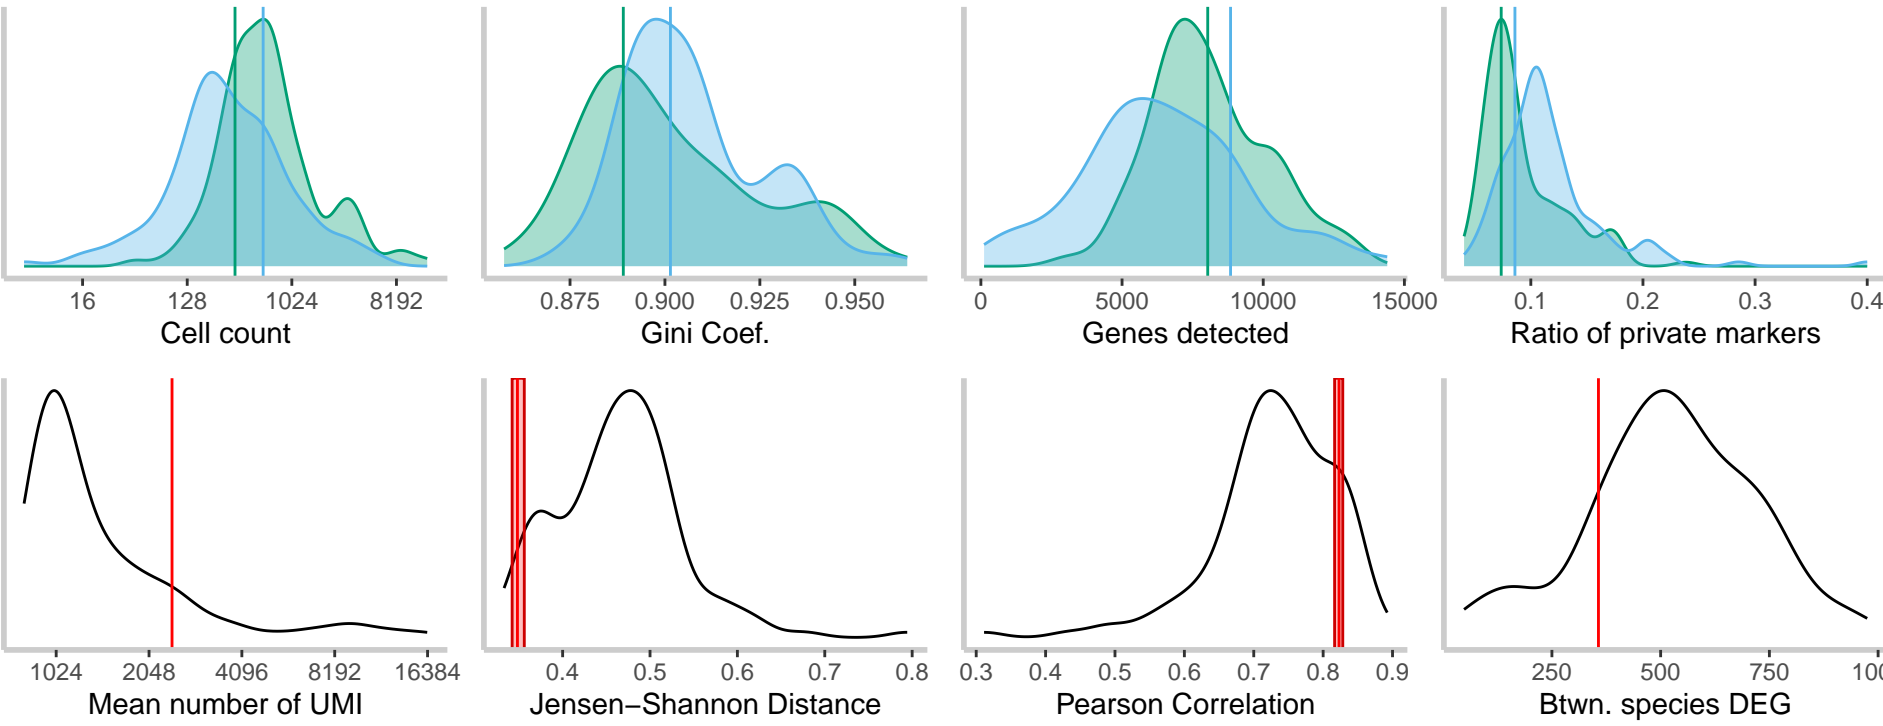 16 128 1024 8192
Cell count
0.875 0.900 0.925 0.950
Gini Coef.
0 5000 10000 15000
Genes detected
0.1 0.2 0.3 0.4
Ratio of private markers
1024 2048 4096 8192 16384
Mean number of UMI
0.4 0.5 0.6 0.7 0.8
Jensen−Shannon Distance
0.3 0.4 0.5 0.6 0.7 0.8 0.9
Pearson Correlation
250 500 750 100
Btwn. species DEG